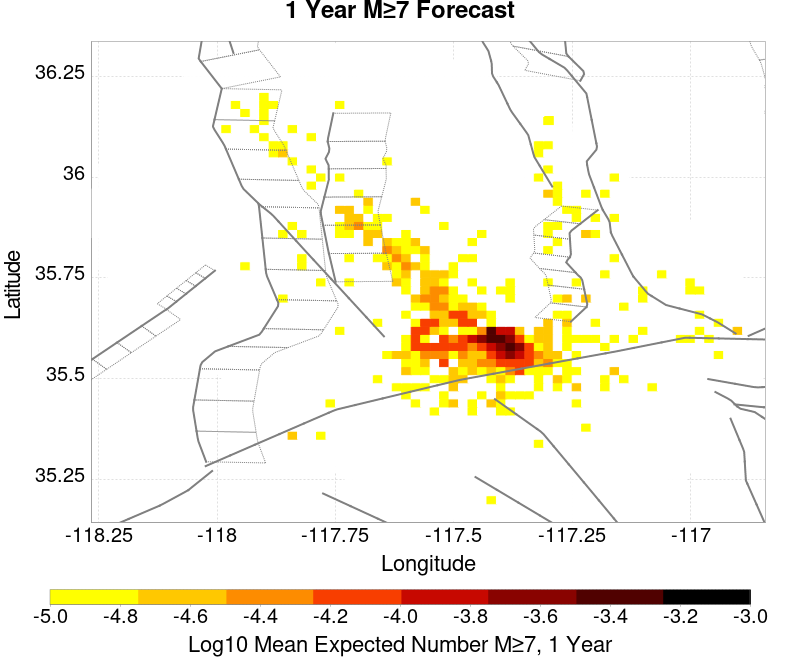 1 Year M≥7 Forecast
36.25
36
35.75
35.5
35.25
Latitude
-118.25 -118 -117.75 -117.5 -117.25 -117
Longitude
-5.0 -4.8 -4.6 -4.4 -4.2 -4.0 -3.8 -3.6 -3.4 -3.2 -3.0
Log10 Mean Expected Number M≥7, 1 Year